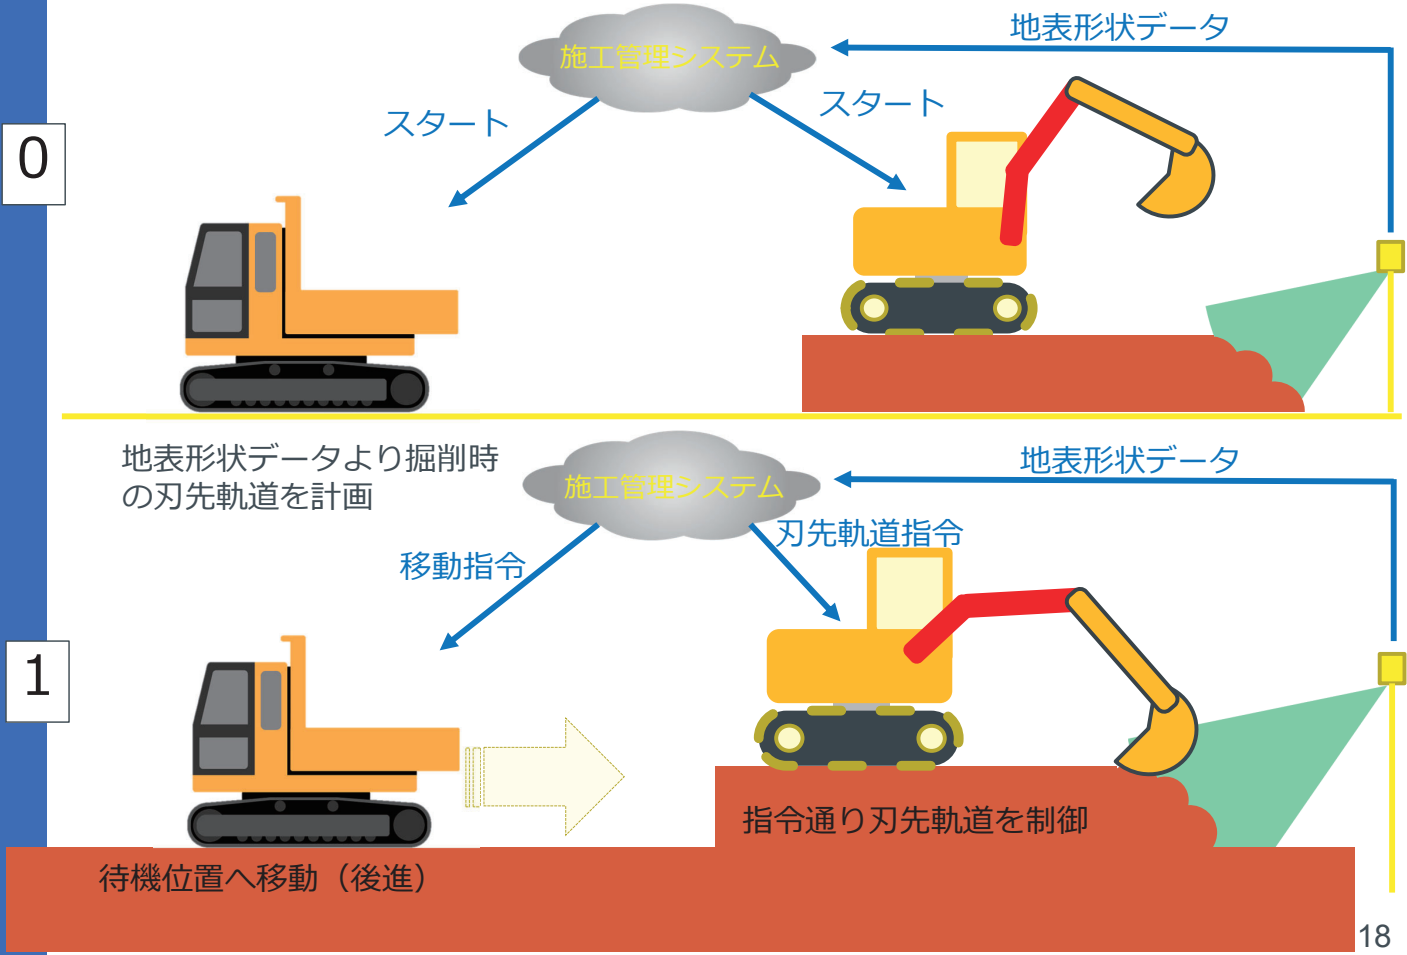 地表形状データ
施工管理システム
スタート
スタート
0
地表形状データより掘削時
の刃先軌道を計画
地表形状データ
施工管理システム
刃先軌道指令
移動指令
1
指令通り刃先軌道を制御
待機位置へ移動（後進）
18